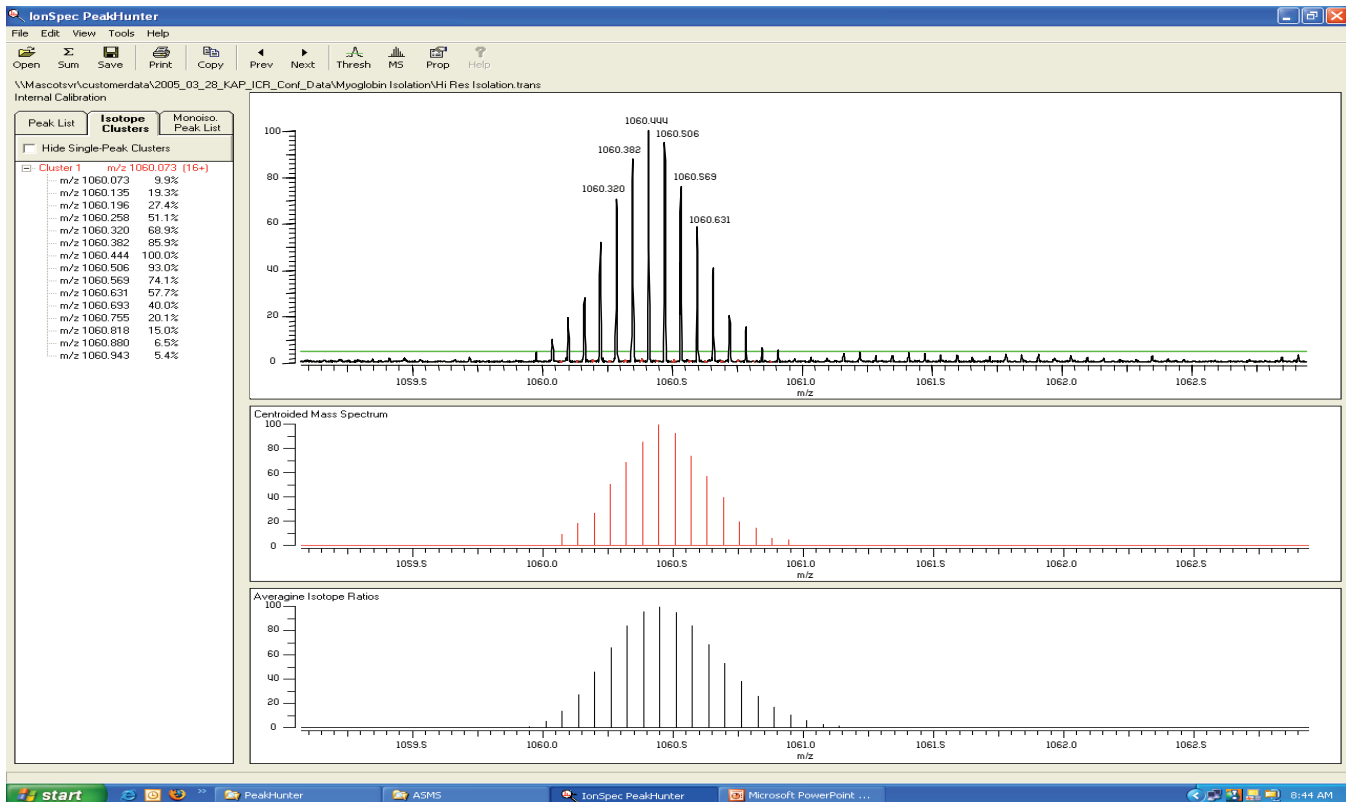 IonSpec PeakHunter
File Edit View Tools Help
Open Sum Save Print Copy Prev Next Thresh MS Prop Help
\\Mascotsvr\customerdata\2005_03_28_KAP_ICR_Conf_Data\Myoglobin Isolation\Hi Res Isolation.trans
Internal Calibration
Peak List Isotope Clusters Monoiso. Peak List
Hide Single-Peak Clusters
Cluster 1 m/z 1060.073 (16+)
m/z 1060.073 9.9%
m/z 1060.135 19.3%
m/z 1060.196 27.4%
m/z 1060.258 51.1%
m/z 1060.320 68.9%
m/z 1060.382 85.9%
m/z 1060.444 100.0%
m/z 1060.506 93.0%
m/z 1060.569 74.1%
m/z 1060.631 57.7%
m/z 1060.693 40.0%
m/z 1060.755 20.1%
m/z 1060.818 15.0%
m/z 1060.880 6.5%
m/z 1060.943 5.4%
1060.444
1060.506
1060.382
1060.569
1060.320
1060.631
100
80
60
40
20
0
1059.5 1060.0 1060.5 1061.0 1061.5 1062.0 1062.5
m/z
Centroided Mass Spectrum
100
80
60
40
20
0
1059.5 1060.0 1060.5 1061.0 1061.5 1062.0 1062.5
m/z
Averagine Isotope Ratios
100
80
60
40
20
0
1059.5 1060.0 1060.5 1061.0 1061.5 1062.0 1062.5
m/z
start PeakHunter ASMS IonSpec PeakHunter Microsoft PowerPoint ... 8:44 AM